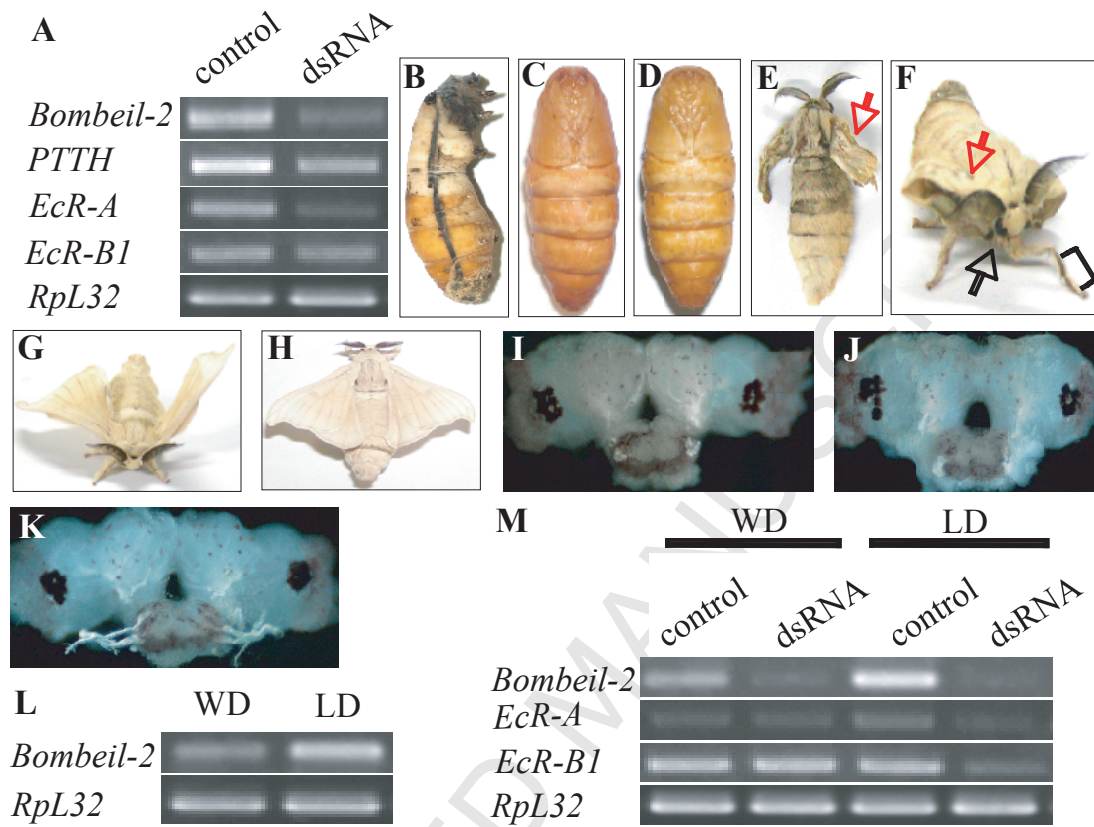 A
control dsRNA
Bombeil-2
PTTH
EcR-A
EcR-B1
RpL32
B C D E F
G H I J
K
L
WD LD
Bombeil-2
RpL32
M
WD LD
control dsRNA control dsRNA
Bombeil-2
EcR-A
EcR-B1
RpL32